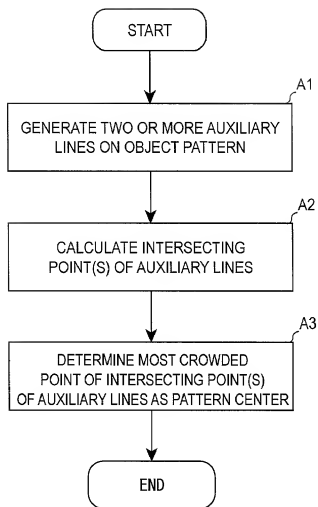 START
A1
GENERATE TWO OR MORE AUXILIARY
LINES ON OBJECT PATTERN
A2
CALCULATE INTERSECTING
POINT(S) OF AUXILIARY LINES
A3
DETERMINE MOST CROWDED
POINT OF INTERSECTING POINT(S)
OF AUXILIARY LINES AS PATTERN CENTER
END